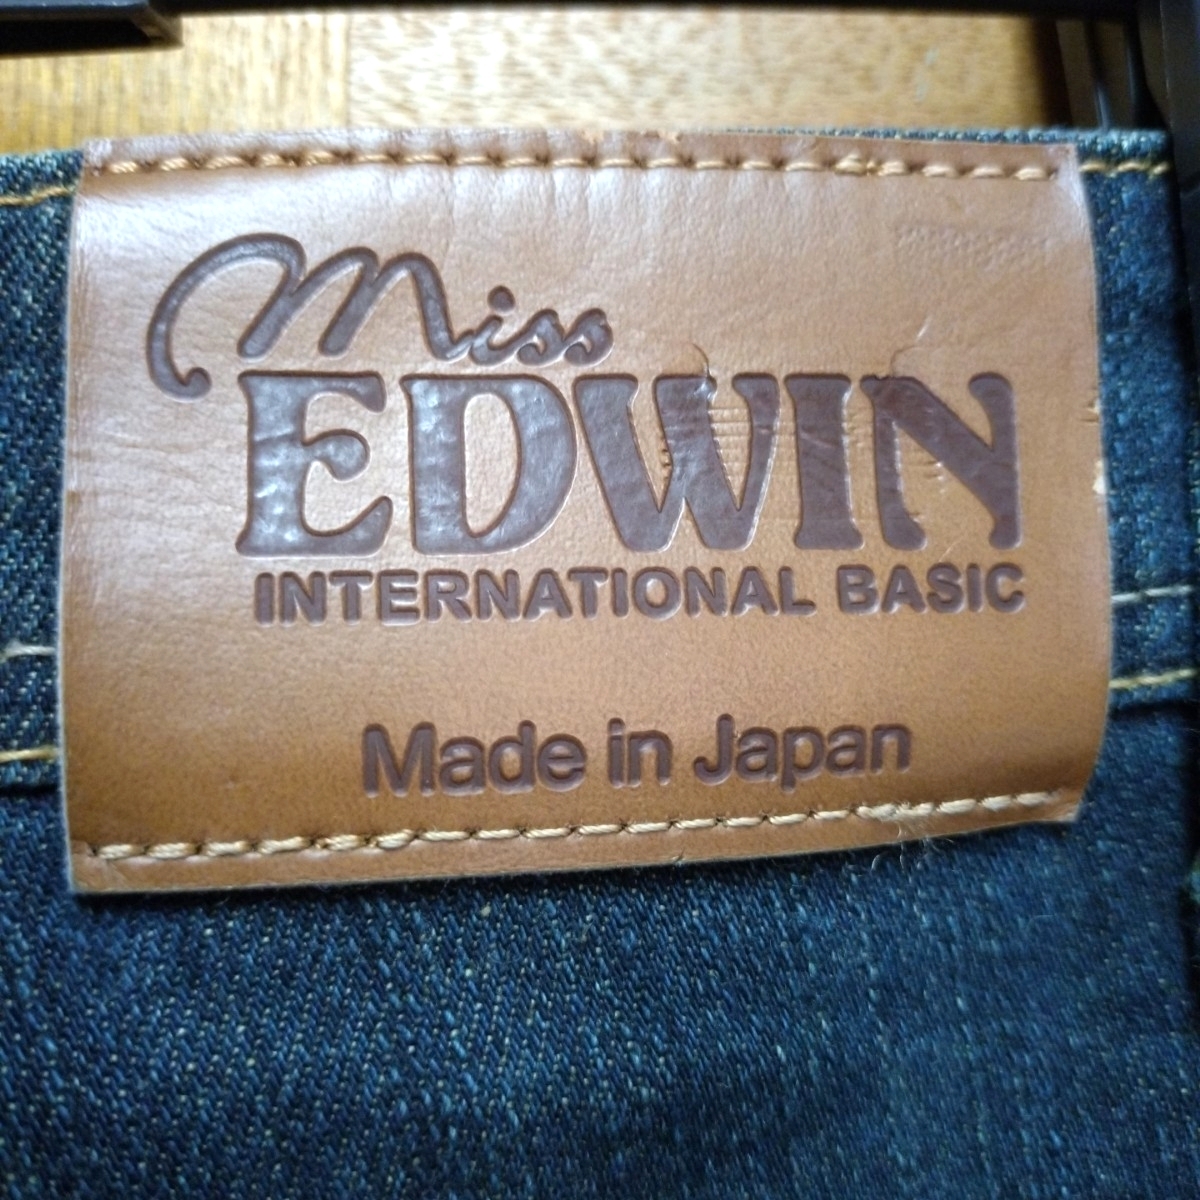 Miss
EDWIN
INTERNATIONAL BASIC
Made in Japan